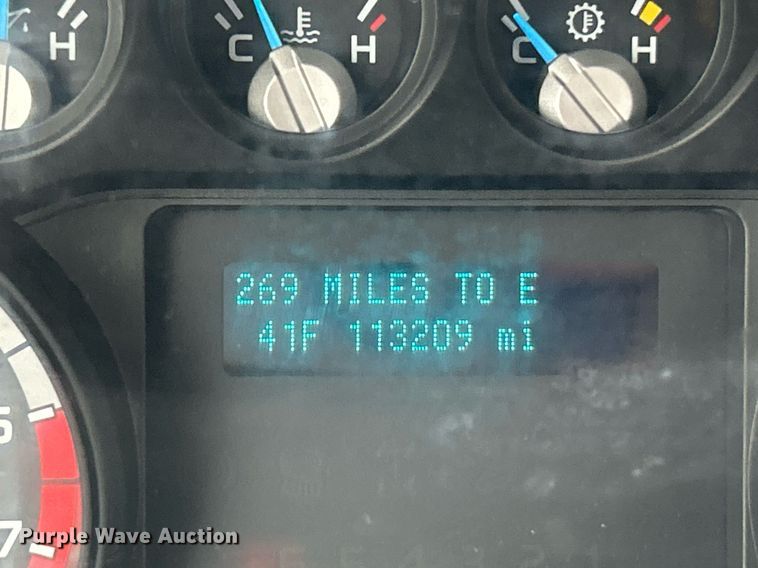 H
C H
C H
269 MILES TO E
41F 113209 mi
5
7
Purple Wave Auction